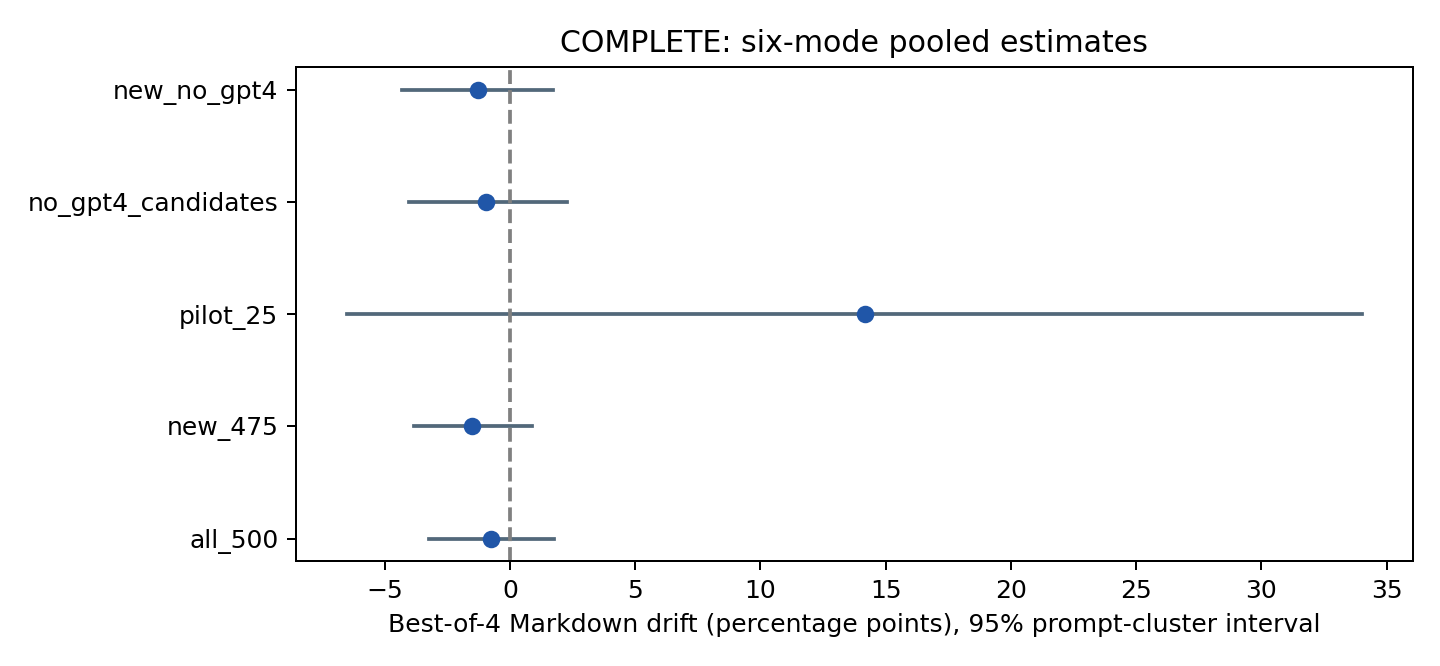 COMPLETE: six-mode pooled estimates
new_no_gpt4
no_gpt4_candidates
pilot_25
new_475
all_500
−5 0 5 10 15 20 25 30 35
Best-of-4 Markdown drift (percentage points), 95% prompt-cluster interval